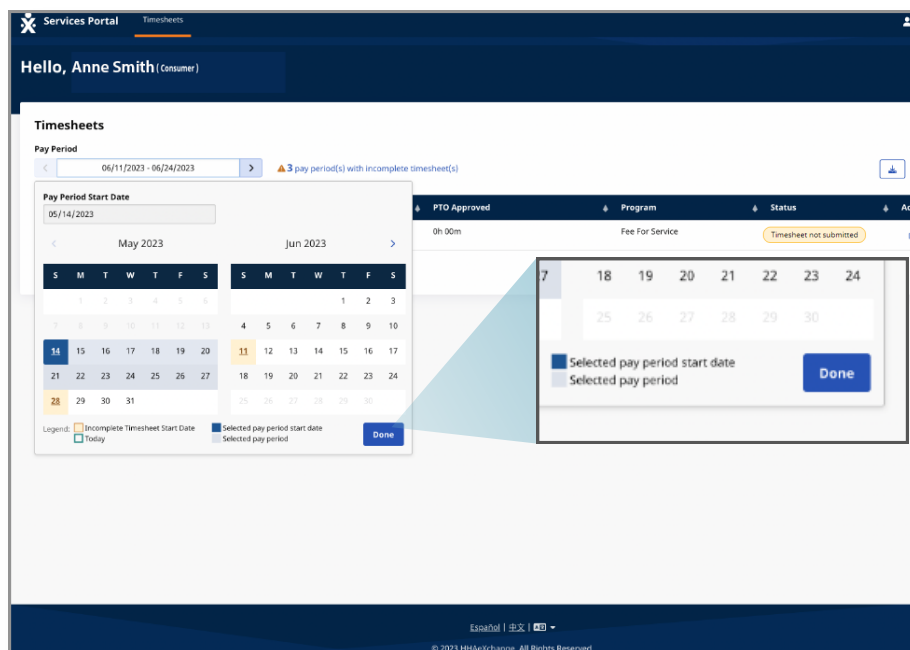 Services Portal Timesheets
Hello, Anne Smith (Consumer)
Timesheets
Pay Period
06/11/2023 - 06/24/2023 3 pay period(s) with incomplete timesheet(s)
Pay Period Start Date
05/14/2023
PTO Approved Program Status
0h 00m Fee For Service Timesheet not submitted
May 2023 Jun 2023
S M T W T F S S M T W T F S
1 2 3 4 5 6 1 2 3
7 8 9 10 11 12 13 4 5 6 7 8 9 10
14 15 16 17 18 19 20 11 12 13 14 15 16 17
21 22 23 24 25 26 27 18 19 20 21 22 23 24
28 29 30 31 25 26 27 28 29 30
Legend: Incomplete Timesheet Start Date Selected pay period start date
Today Selected pay period
Done
18 19 20 21 22 23 24
25 26 27 28 29 30
Selected pay period start date
Selected pay period
Done
Español | 中文 |
© 2023 HHAeXchange. All Rights Reserved